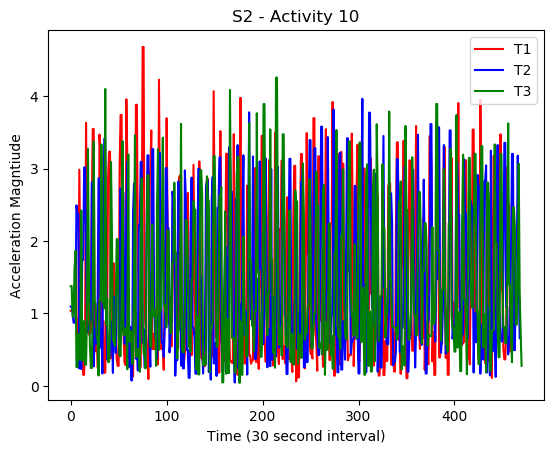 S2 - Activity 10
T1
T2
T3
4
3
2
1
0
Acceleration Magntiude
0 100 200 300 400
Time (30 second interval)